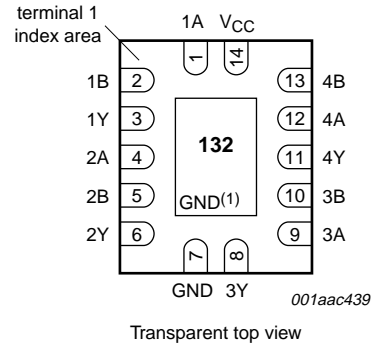 terminal 1
index area
1A VCC
1 14
1B 2 13 4B
1Y 3 12 4A
132
2A 4 11 4Y
2B 5 10 3B
GND(1)
2Y 6 9 3A
7 8
GND 3Y
001aac439
Transparent top view